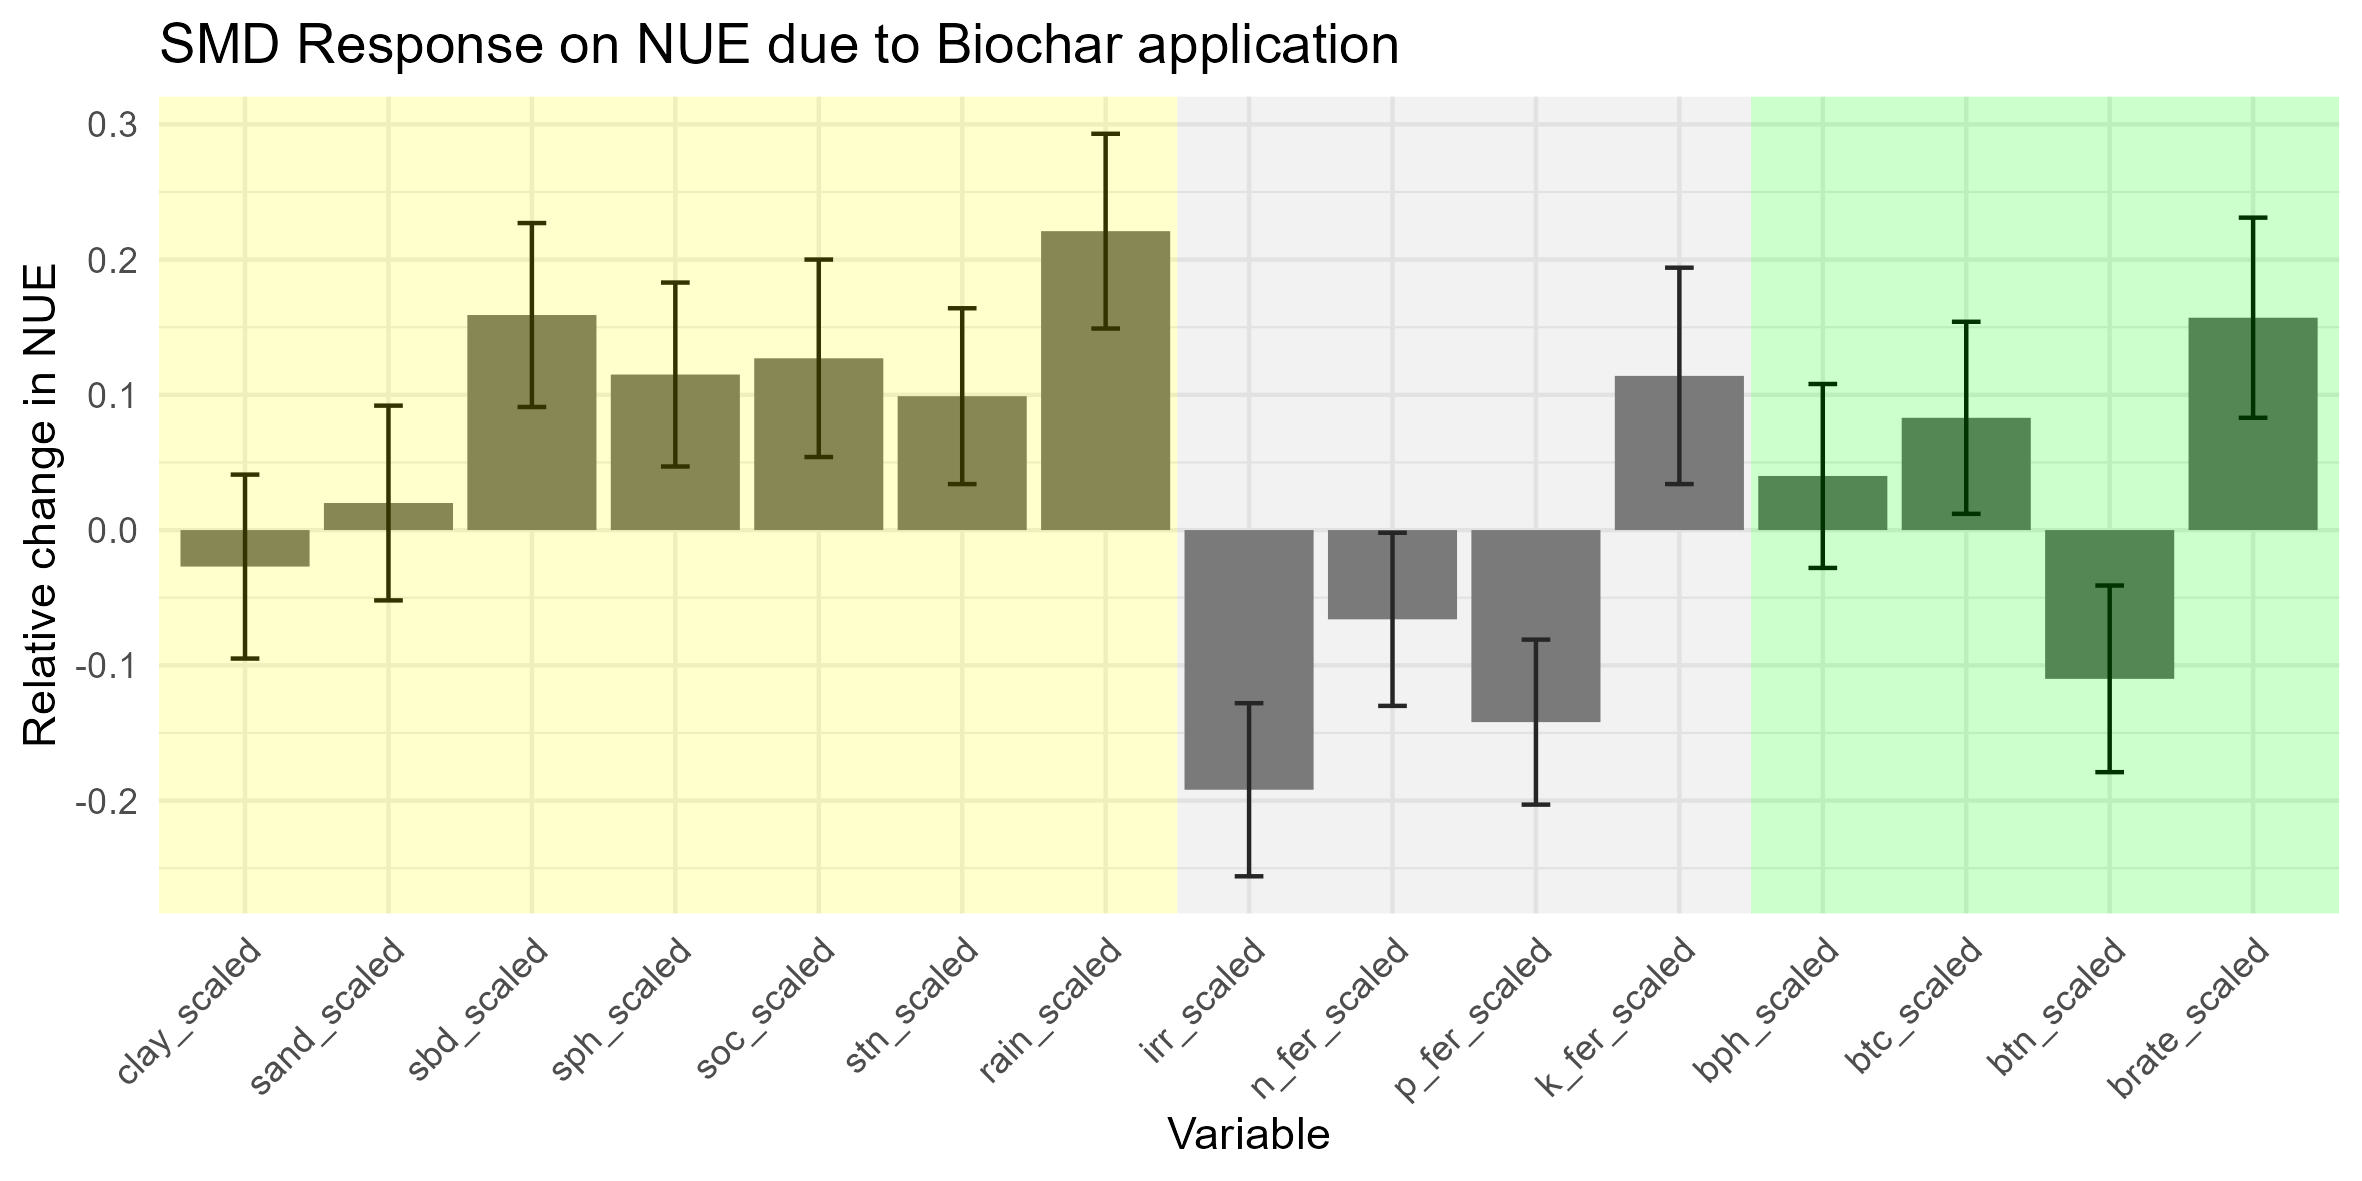 SMD Response on NUE due to Biochar application
Relative change in NUE
0.3
0.2
0.1
0.0
-0.1
-0.2
clay_scaled
sand_scaled
sbd_scaled
sph_scaled
soc_scaled
stn_scaled
rain_scaled
irr_scaled
n_fer_scaled
p_fer_scaled
k_fer_scaled
bph_scaled
btc_scaled
btn_scaled
brate_scaled
Variable